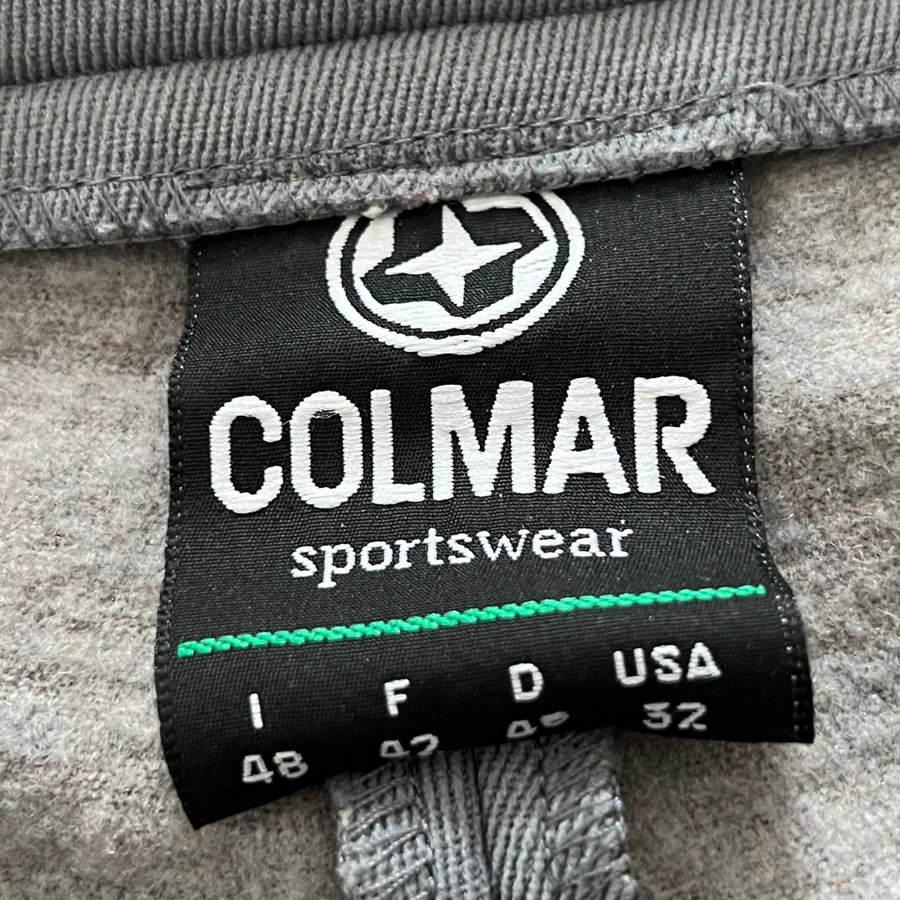 COLMAR
sportswear
I F D USA
48 42 32